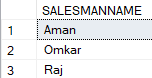 SALESMANNAME
1 Aman
2 Omkar
3 Raj